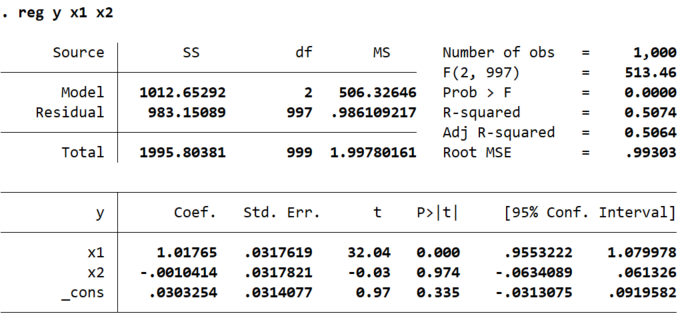 . reg y x1 x2
Source SS df MS Number of obs = 1,000
F(2, 997) = 513.46
Model 1012.65292 2 506.32646 Prob > F = 0.0000
Residual 983.15089 997 .986109217 R-squared = 0.5074
Adj R-squared = 0.5064
Total 1995.80381 999 1.99780161 Root MSE = .99303
y Coef. Std. Err. t P>|t| [95% Conf. Interval]
x1 1.01765 .0317619 32.04 0.000 .9553222 1.079978
x2 -.0010414 .0317821 -0.03 0.974 -.0634089 .061326
_cons .0303254 .0314077 0.97 0.335 -.0313075 .0919582